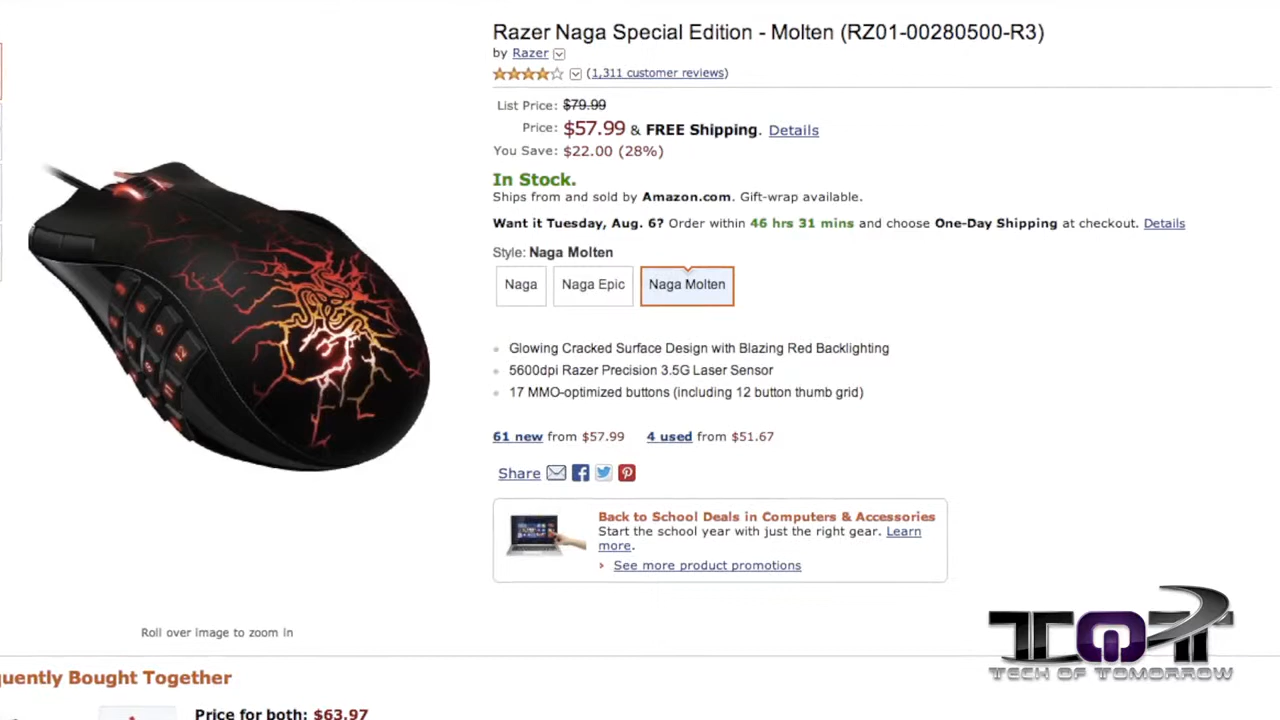 Razer Naga Special Edition - Molten (RZ01-00280500-R3)
by Razer
(1,311 customer reviews)
List Price: $79.99
Price: $57.99 & FREE Shipping. Details
You Save: $22.00 (28%)
In Stock.
Ships from and sold by Amazon.com. Gift-wrap available.
Want it Tuesday, Aug. 6? Order within 46 hrs 31 mins and choose One-Day Shipping at checkout. Details
Style: Naga Molten
Naga
Naga Epic
Naga Molten
Glowing Cracked Surface Design with Blazing Red Backlighting
5600dpi Razer Precision 3.5G Laser Sensor
17 MMO-optimized buttons (including 12 button thumb grid)
61 new from $57.99 4 used from $51.67
Share
Back to School Deals in Computers & Accessories
Start the school year with just the right gear. Learn
more.
See more product promotions
Roll over image to zoom in
TOT
TECH OF TOMORROW
quently Bought Together
Price for both: $63.97